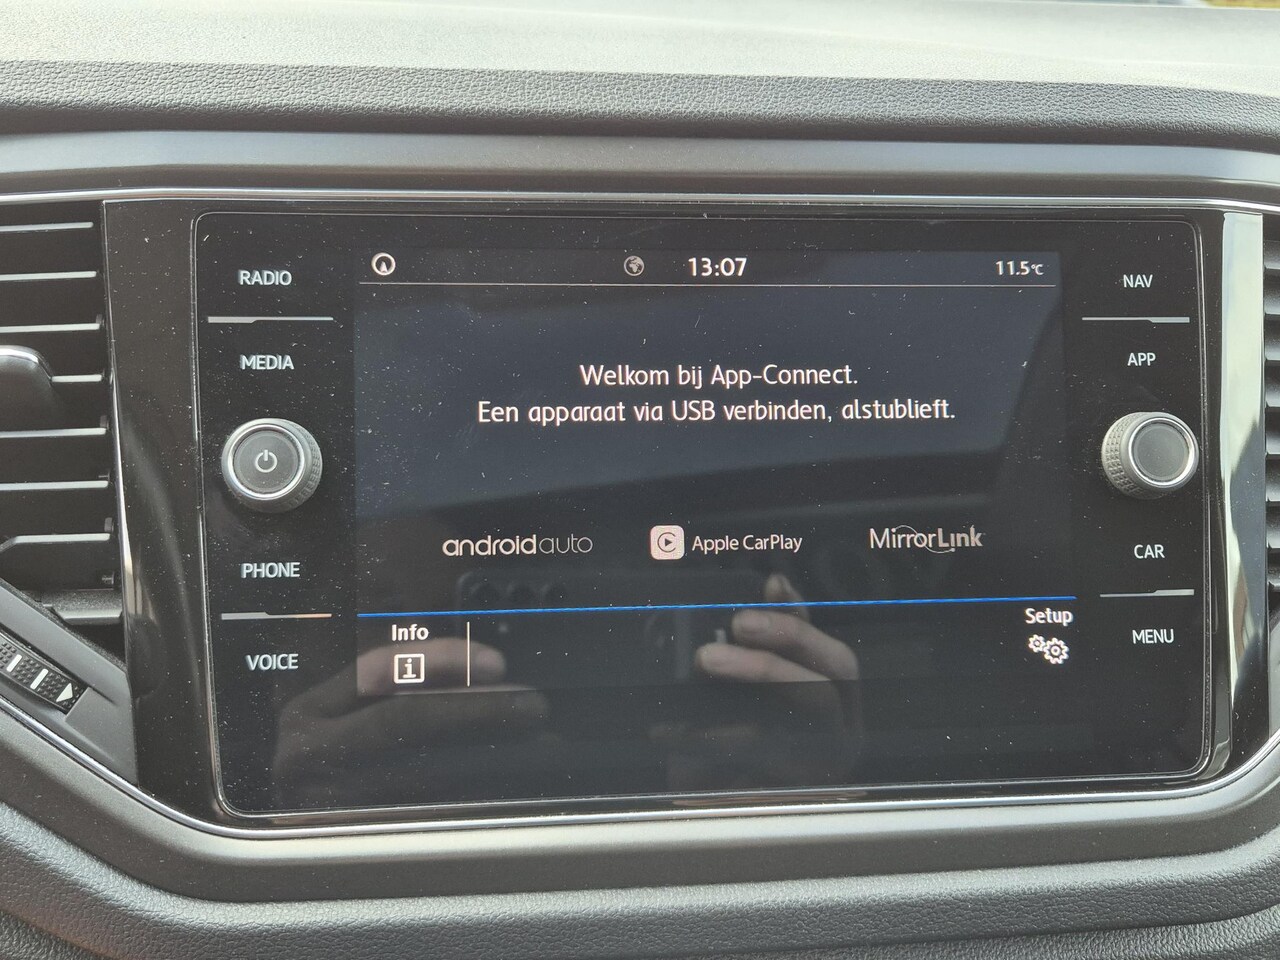 RADIO
MEDIA
PHONE
VOICE
13:07
11.5°C
Welkom bij App-Connect.
Een apparaat via USB verbinden, alstublieft.
androidauto
Apple CarPlay
MirrorLink
Info
i
Setup
NAV
APP
CAR
MENU